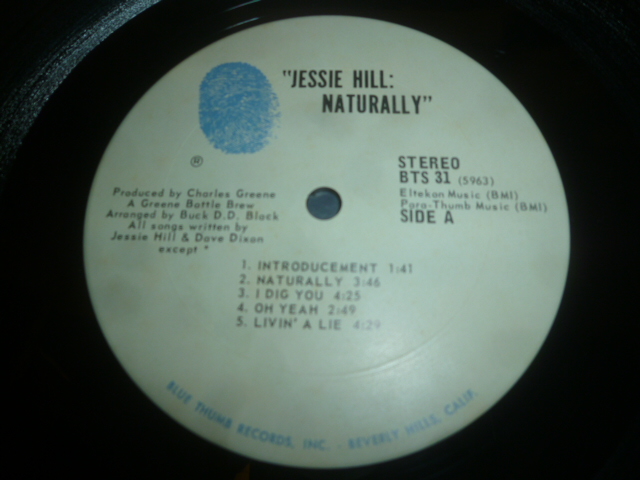 "JESSIE HILL:
NATURALLY"
®
STEREO
BTS 31 (5963)
Eltekon Music (BMI)
Para-Thumb Music (BMI)
SIDE A
Produced by Charles Greene
A Greene Bottle Brew
Arranged by Buck D.D. Black
All songs written by
Jessie Hill & Dave Dixon
except *
1. INTRODUCEMENT 1:41
2. NATURALLY 3:46
3. I DIG YOU 4:25
4. OH YEAH 2:49
5. LIVIN' A LIE 4:29
BLUE THUMB RECORDS, INC. · BEVERLY HILLS, CALIF.